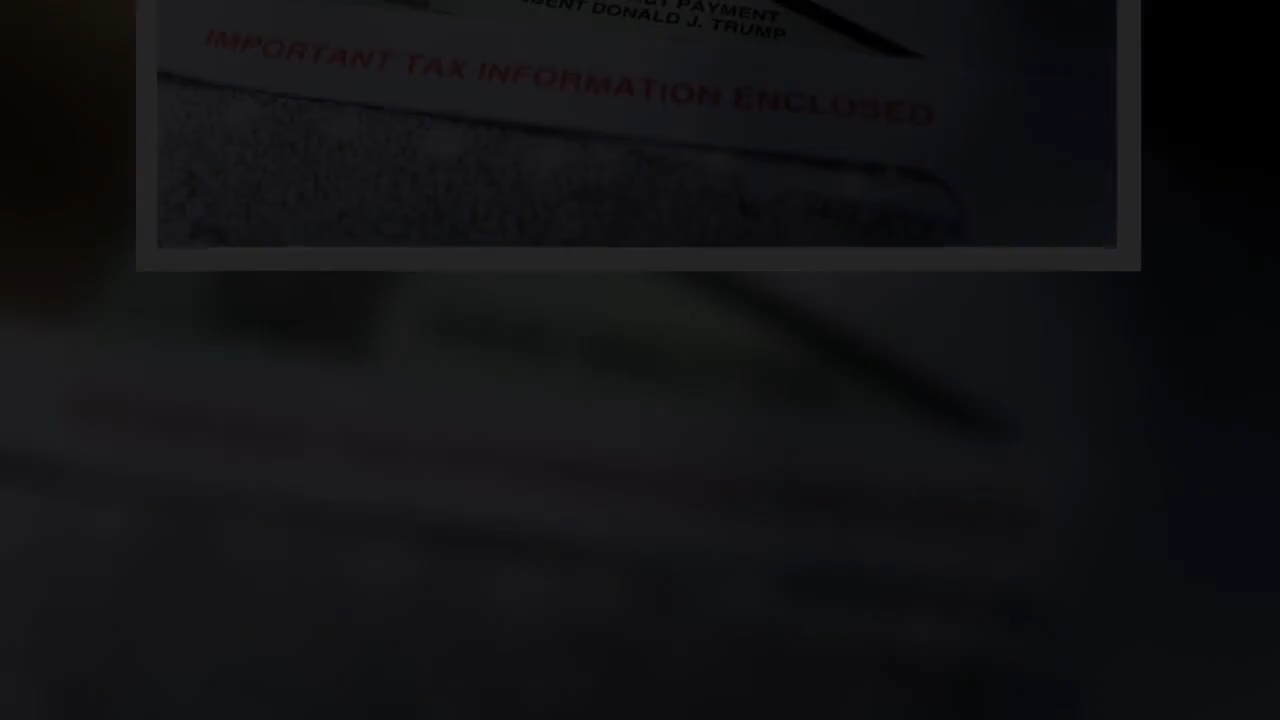 PAYMENT
DONALD J. TRUMP
IMPORTANT TAX INFORMATION ENCLOSED